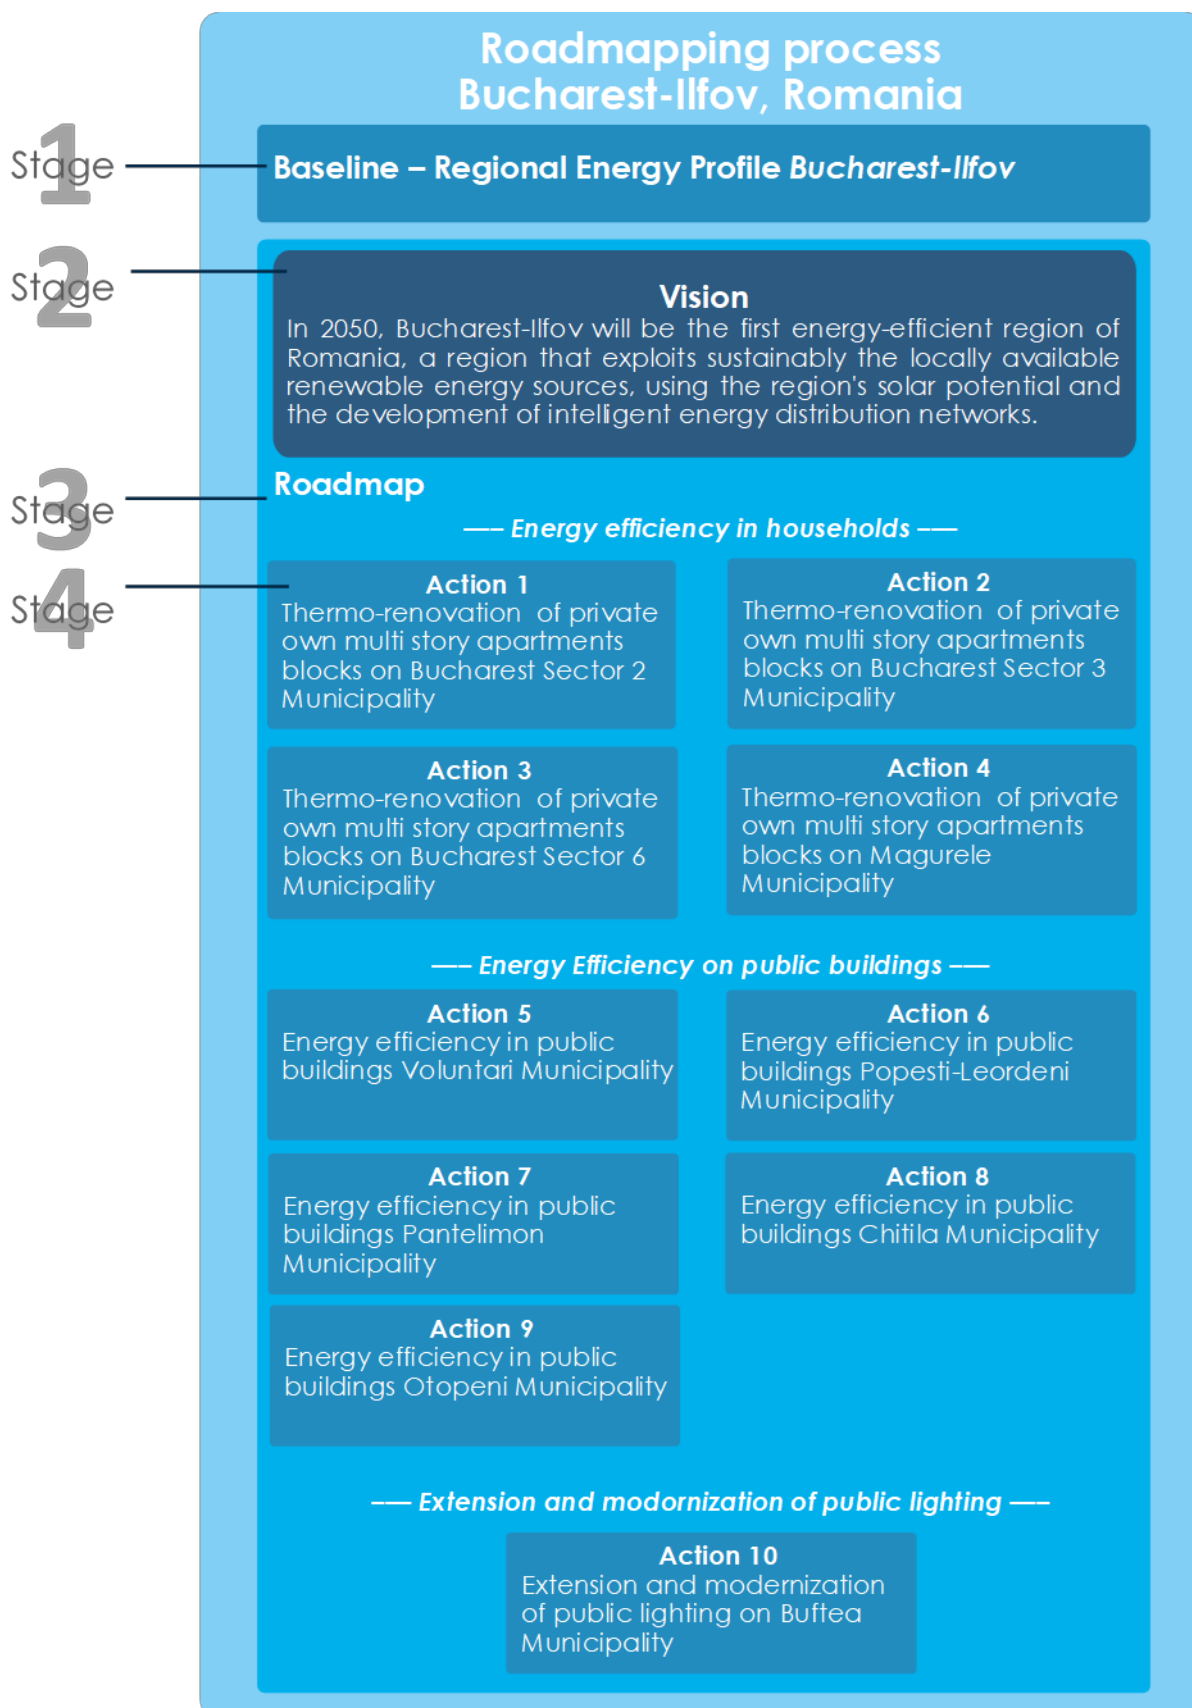 Roadmapping process
Bucharest-Ilfov, Romania
Stage 1
Baseline – Regional Energy Profile Bucharest-Ilfov
Stage 2
Vision
In 2050, Bucharest-Ilfov will be the first energy-efficient region of
Romania, a region that exploits sustainably the locally available
renewable energy sources, using the region's solar potential and
the development of intelligent energy distribution networks.
Stage 3
Roadmap
—– Energy efficiency in households –—
Stage 4
Action 1
Thermo-renovation of private
own multi story apartments
blocks on Bucharest Sector 2
Municipality
Action 2
Thermo-renovation of private
own multi story apartments
blocks on Bucharest Sector 3
Municipality
Action 3
Thermo-renovation of private
own multi story apartments
blocks on Bucharest Sector 6
Municipality
Action 4
Thermo-renovation of private
own multi story apartments
blocks on Magurele
Municipality
—– Energy Efficiency on public buildings –—
Action 5
Energy efficiency in public
buildings Voluntari Municipality
Action 6
Energy efficiency in public
buildings Popesti-Leordeni
Municipality
Action 7
Energy efficiency in public
buildings Pantelimon
Municipality
Action 8
Energy efficiency in public
buildings Chitila Municipality
Action 9
Energy efficiency in public
buildings Otopeni Municipality
–— Extension and modornization of public lighting —–
Action 10
Extension and modernization
of public lighting on Buftea
Municipality